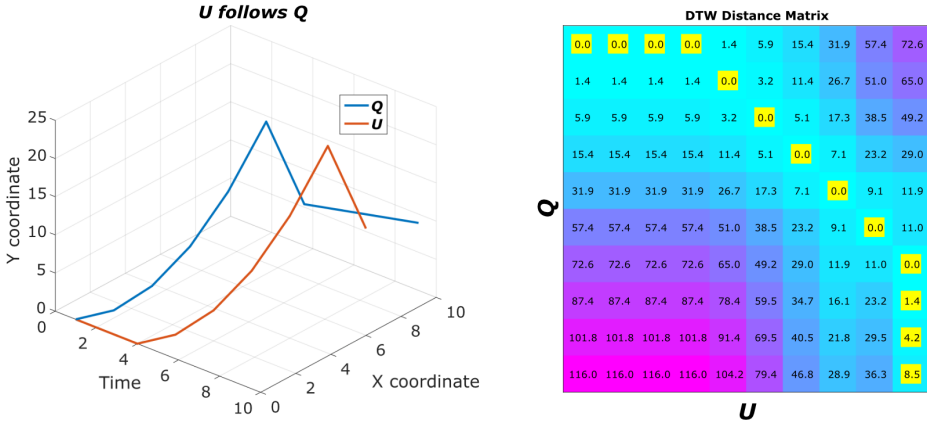 U follows Q
Q
U
25
20
15
10
5
0
Y coordinate
0
2
4
6
8
10
Time
0
2
4
6
8
10
X coordinate
DTW Distance Matrix
0.0 0.0 0.0 0.0 1.4 5.9 15.4 31.9 57.4 72.6
1.4 1.4 1.4 1.4 0.0 3.2 11.4 26.7 51.0 65.0
5.9 5.9 5.9 5.9 3.2 0.0 5.1 17.3 38.5 49.2
15.4 15.4 15.4 15.4 11.4 5.1 0.0 7.1 23.2 29.0
31.9 31.9 31.9 31.9 26.7 17.3 7.1 0.0 9.1 11.9
57.4 57.4 57.4 57.4 51.0 38.5 23.2 9.1 0.0 11.0
72.6 72.6 72.6 72.6 65.0 49.2 29.0 11.9 11.0 0.0
87.4 87.4 87.4 87.4 78.4 59.5 34.7 16.1 23.2 1.4
101.8 101.8 101.8 101.8 91.4 69.5 40.5 21.8 29.5 4.2
116.0 116.0 116.0 116.0 104.2 79.4 46.8 28.9 36.3 8.5
Q
U